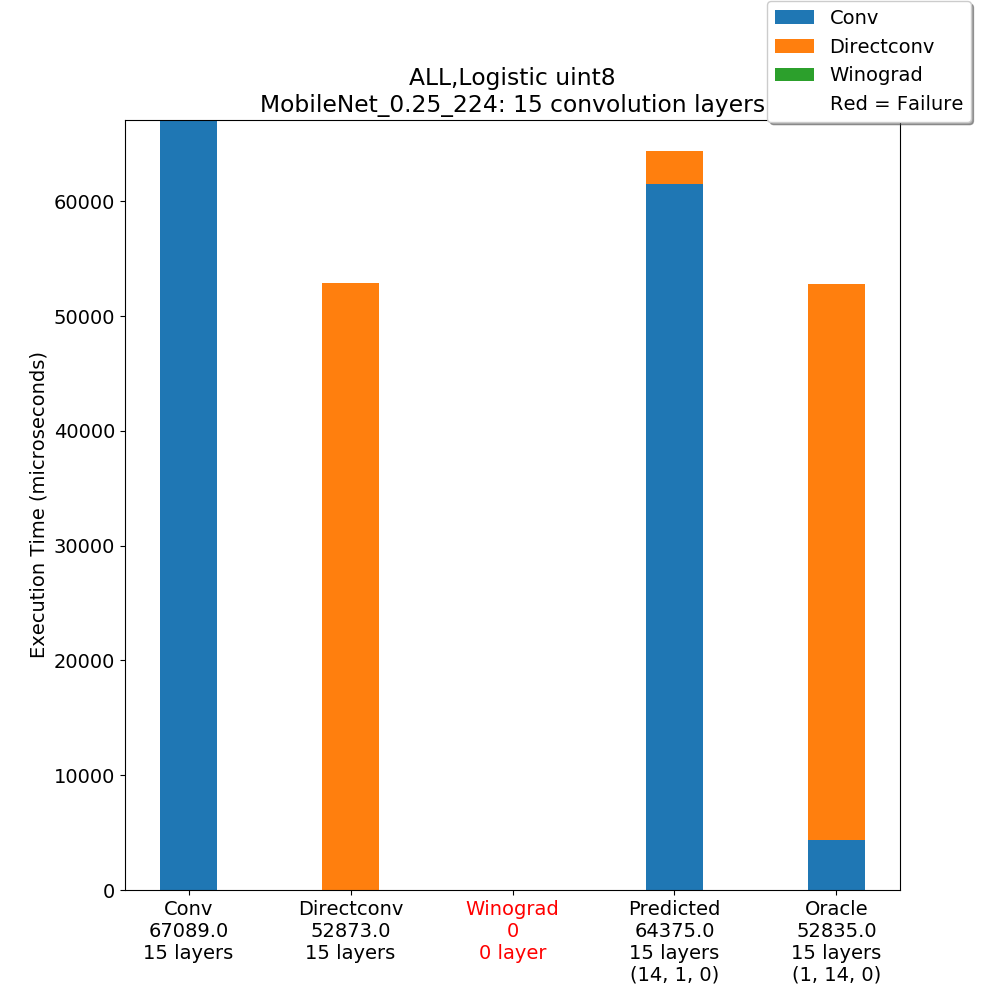 Conv
Directconv
Winograd
Red = Failure
ALL,Logistic uint8
MobileNet_0.25_224: 15 convolution layers
Execution Time (microseconds)
60000
50000
40000
30000
20000
10000
0
Conv
67089.0
15 layers
Directconv
52873.0
15 layers
Winograd
0
0 layer
Predicted
64375.0
15 layers
(14, 1, 0)
Oracle
52835.0
15 layers
(1, 14, 0)